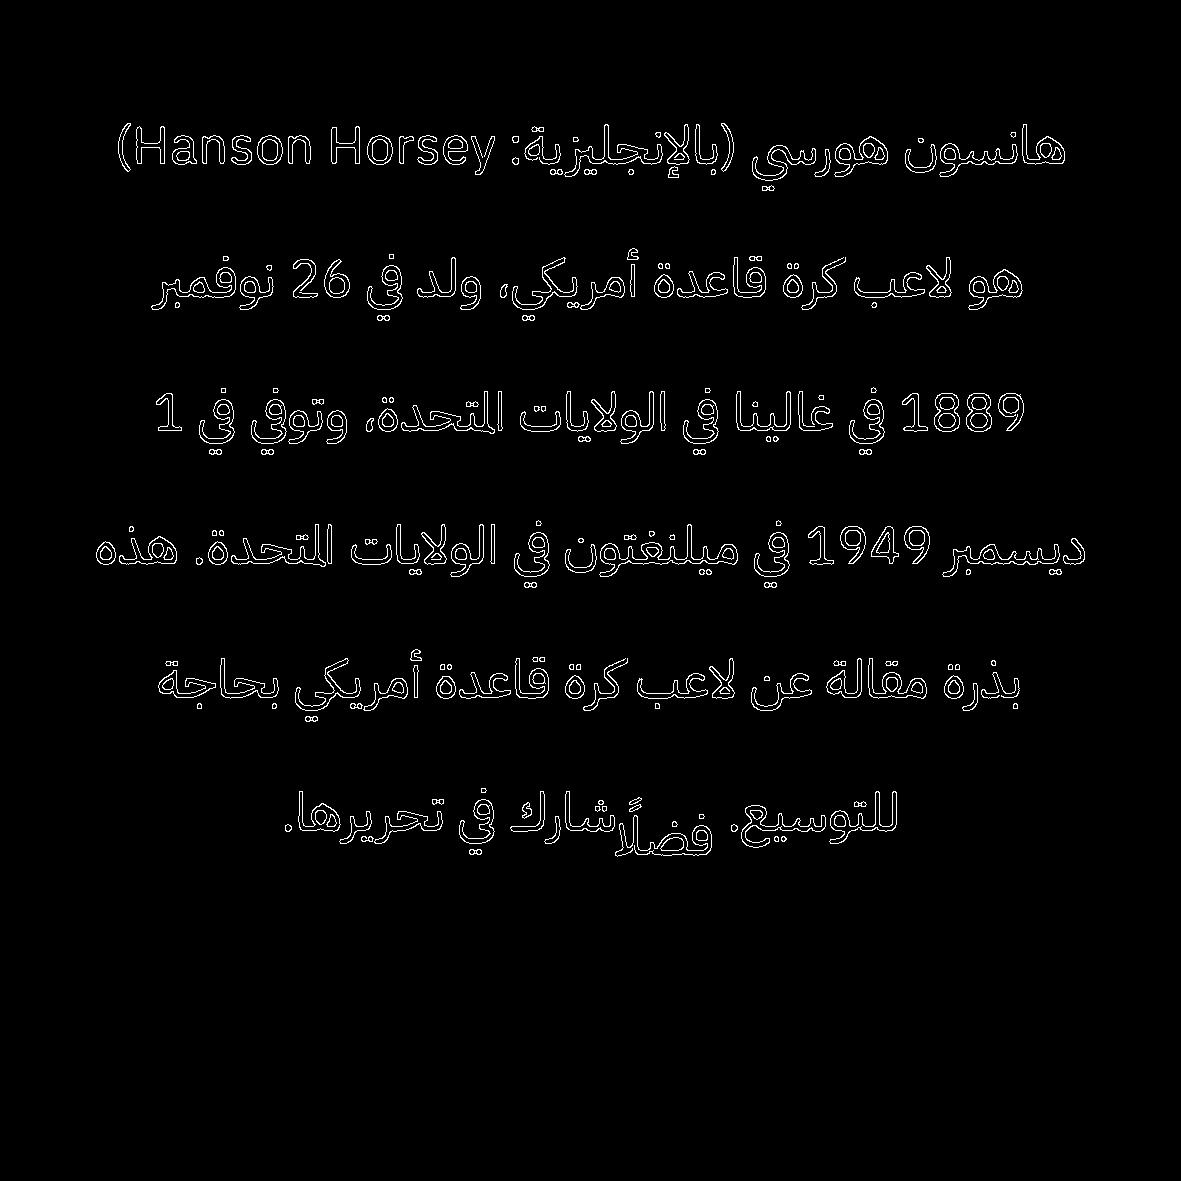 هانسون هورسي (بالإنجليزية: Hanson Horsey)
هو لاعب كرة قاعدة أمريكي، ولد في 26 نوفمبر
1889 في غالينا في الولايات المتحدة، وتوفي في 1
ديسمبر 1949 في ميلنغتون في الولايات المتحدة. هذه
بذرة مقالة عن لاعب كرة قاعدة أمريكي بحاجة
للتوسيع. فضلًا شارك في تحريرها.